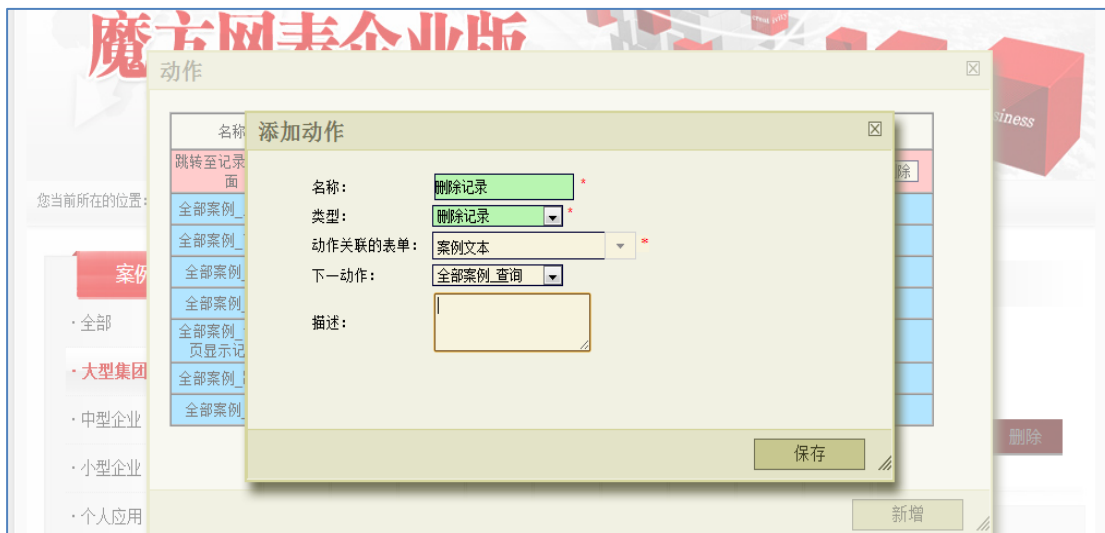 魔方网表企业版
siness
动作
名称
添加动作
跳转至记录
面
除
您当前所在的位置：
名称： 删除记录 *
类型： 删除记录 *
动作关联的表单： 案例文本 *
下一动作： 全部案例_查询
描述：
全部案例_
全部案例_
全部案例_
全部案例_
全部案例_
页显示记
全部案例_
全部案例_
案例
·全部
·大型集团
·中型企业
·小型企业
·个人应用
删除
保存
新增